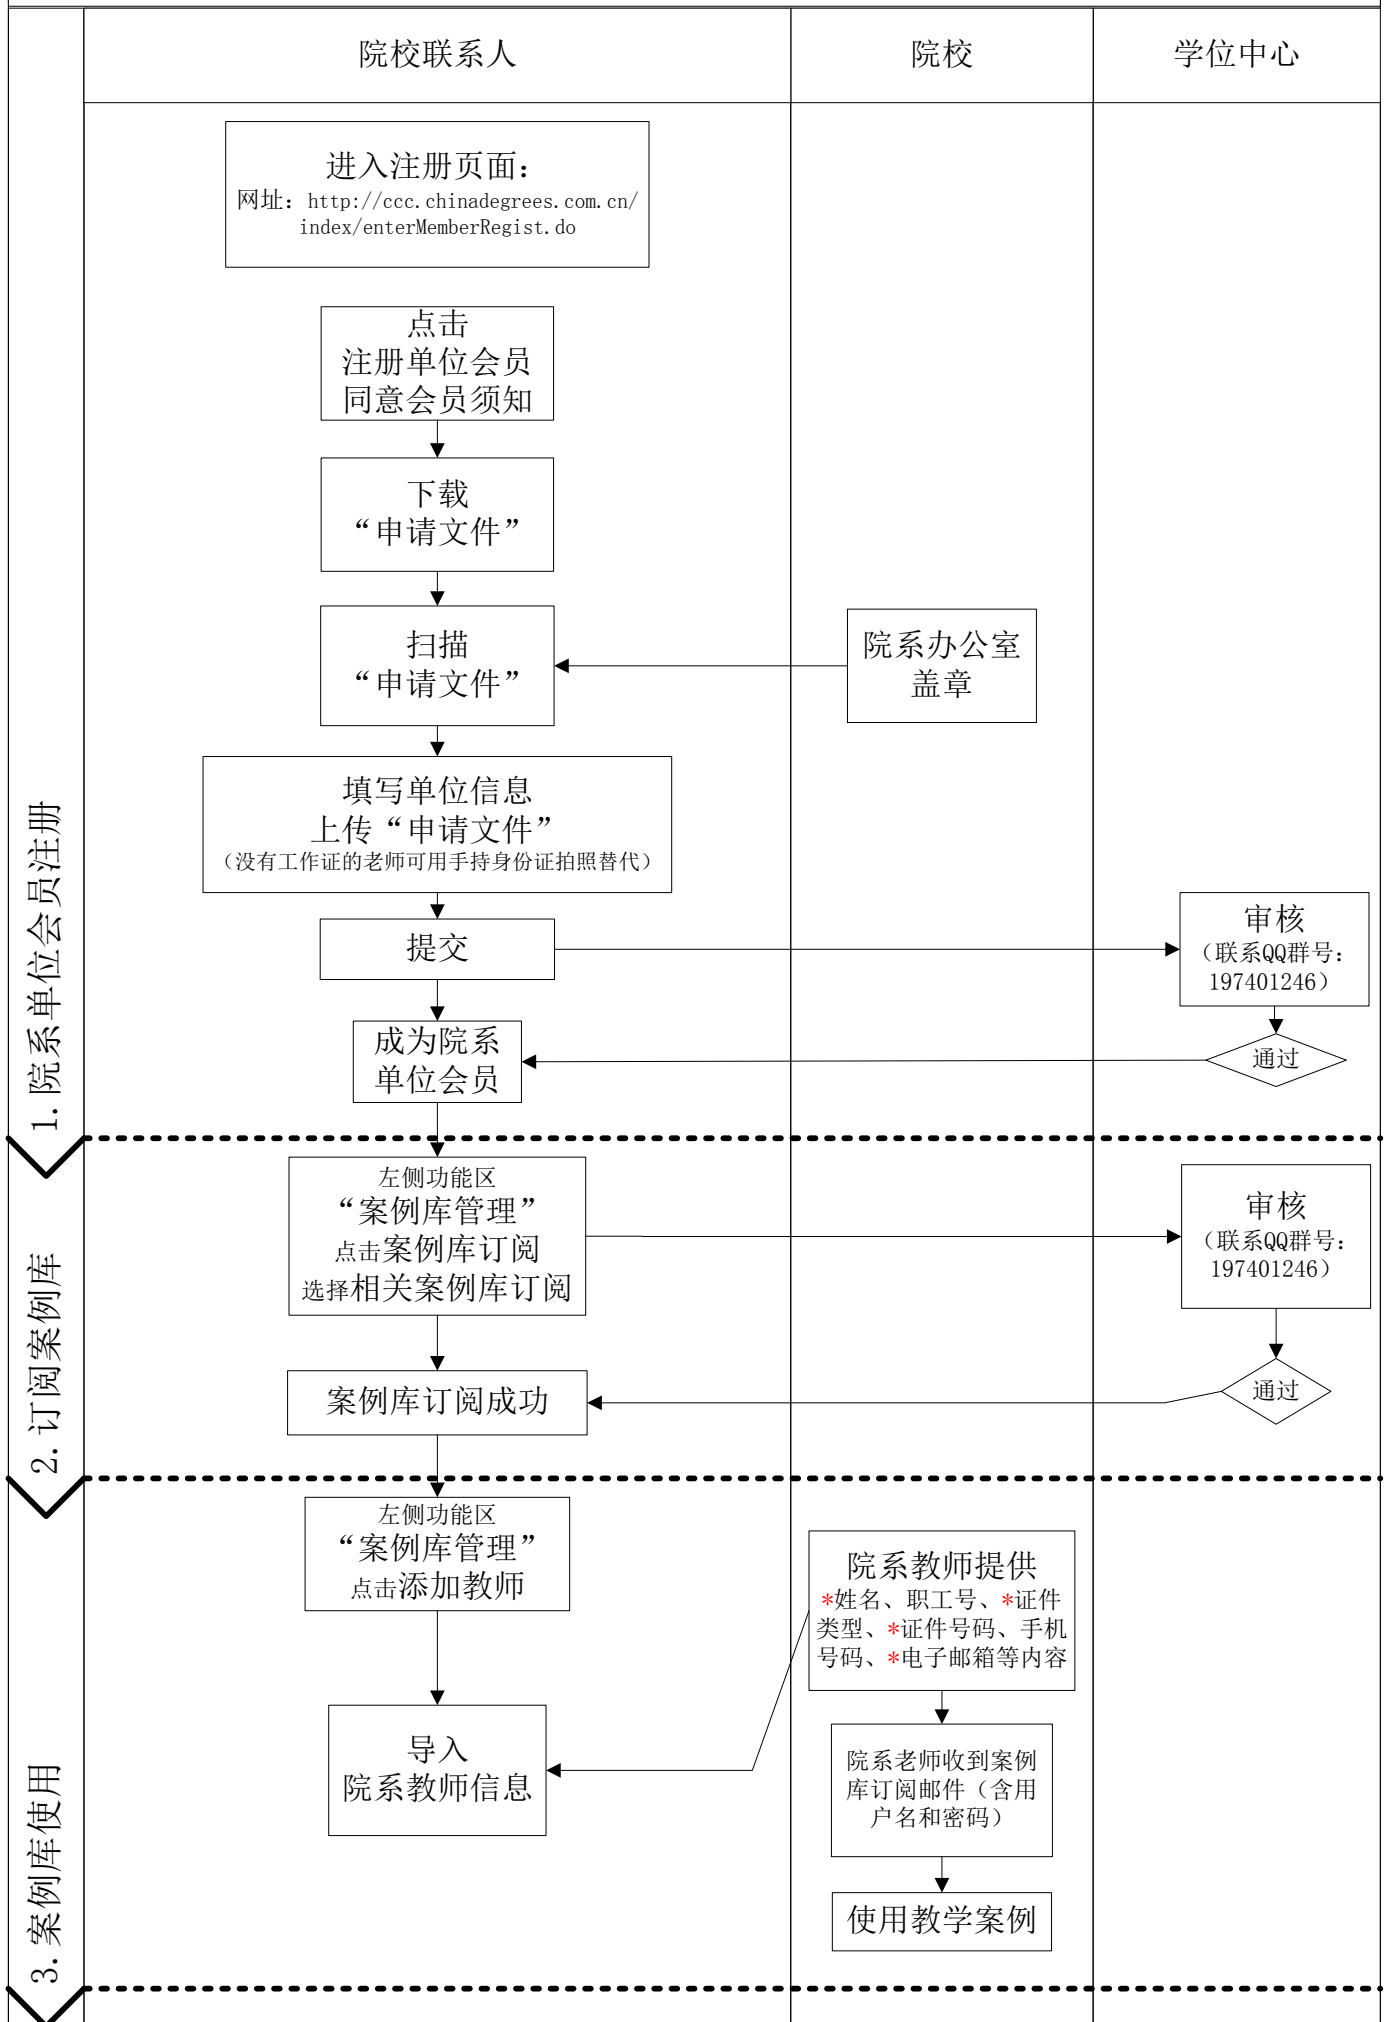 院校联系人
院校
学位中心
1. 院系单位会员注册
进入注册页面：
网址：http://ccc.chinadegrees.com.cn/
index/enterMemberRegist.do
点击
注册单位会员
同意会员须知
下载
“申请文件”
扫描
“申请文件”
院系办公室
盖章
填写单位信息
上传“申请文件”
（没有工作证的老师可用手持身份证拍照替代）
提交
审核
（联系QQ群号：
197401246）
通过
成为院系
单位会员
2. 订阅案例库
左侧功能区
“案例库管理”
点击案例库订阅
选择相关案例库订阅
审核
（联系QQ群号：
197401246）
通过
案例库订阅成功
3. 案例库使用
左侧功能区
“案例库管理”
点击添加教师
院系教师提供
*姓名、职工号、*证件
类型、*证件号码、手机
号码、*电子邮箱等内容
导入
院系教师信息
院系老师收到案例
库订阅邮件（含用
户名和密码）
使用教学案例